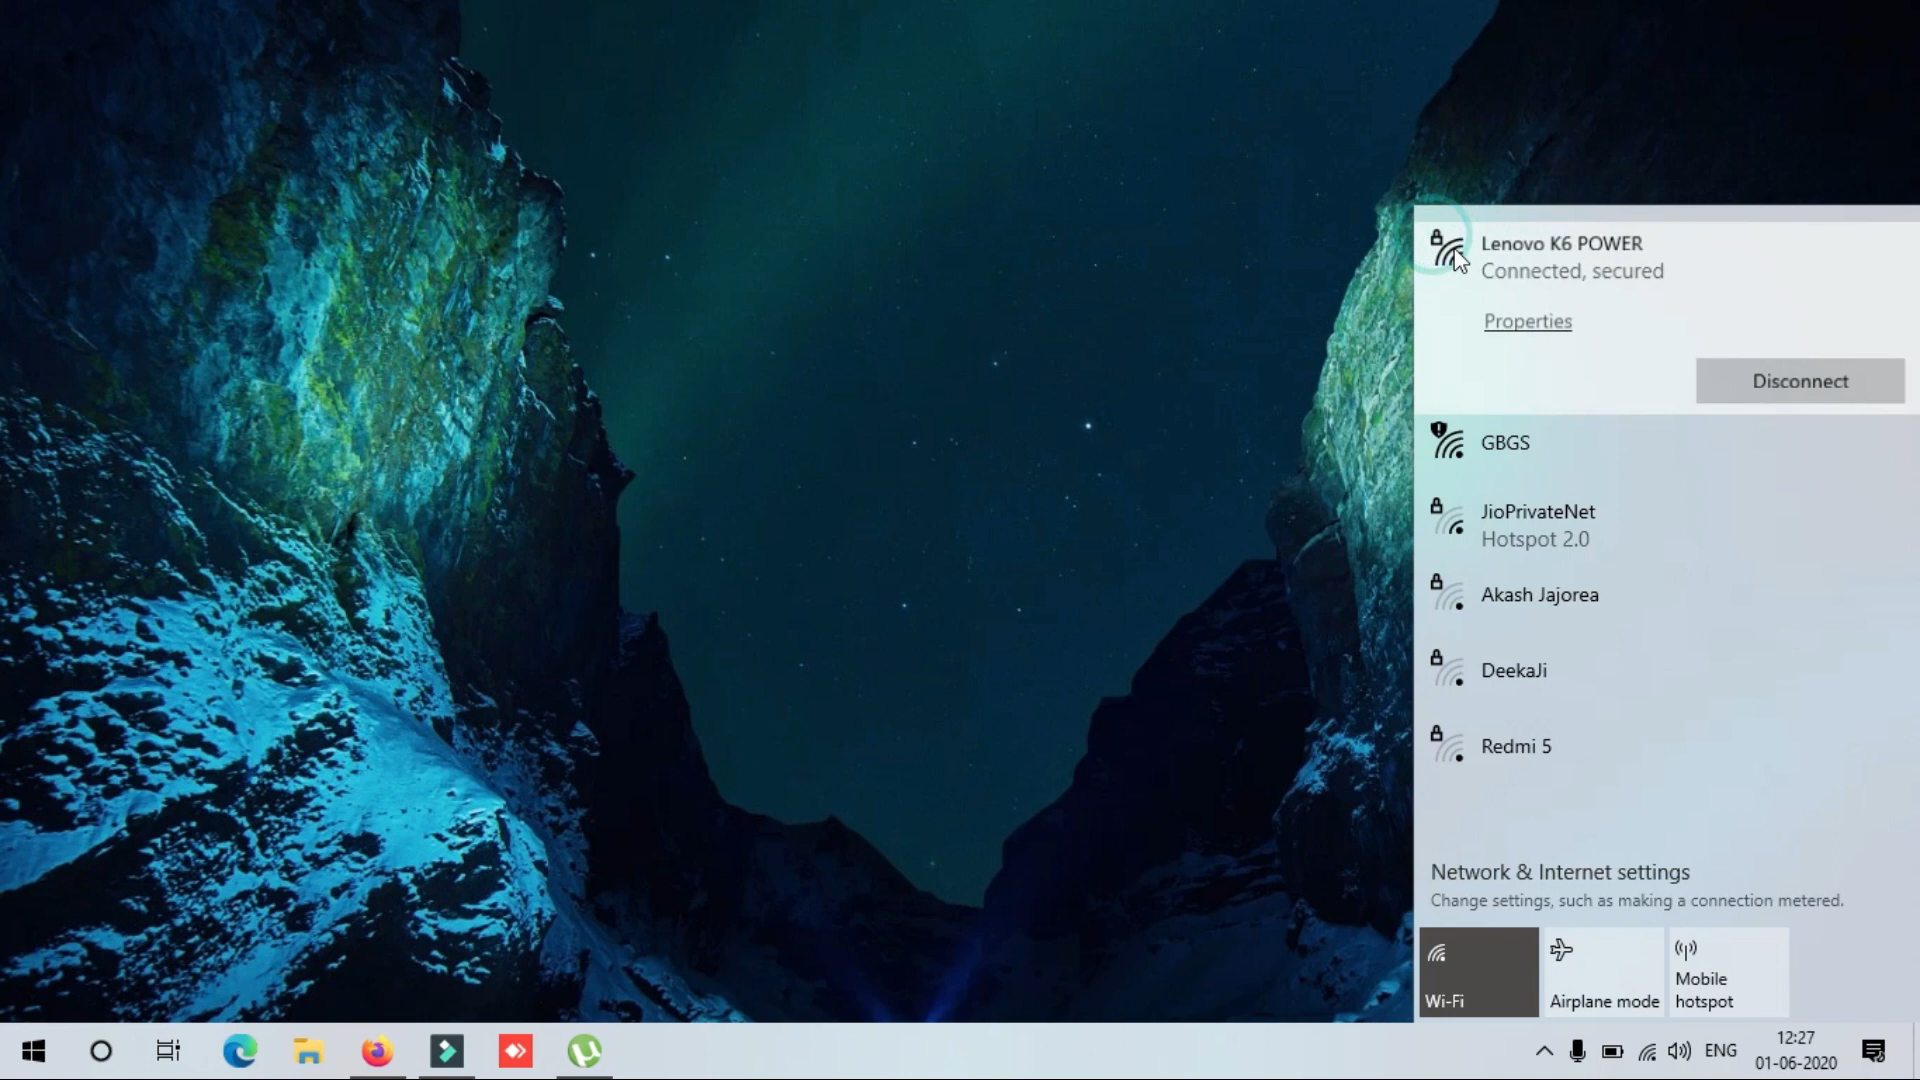 Lenovo K6 POWER
Connected, secured
Properties
Disconnect
GBGS
JioPrivateNet
Hotspot 2.0
Akash Jajorea
DeekaJi
Redmi 5
Network & Internet settings
Change settings, such as making a connection metered.
Wi-Fi
Airplane mode
Mobile
hotspot
ENG
12:27
01-06-2020